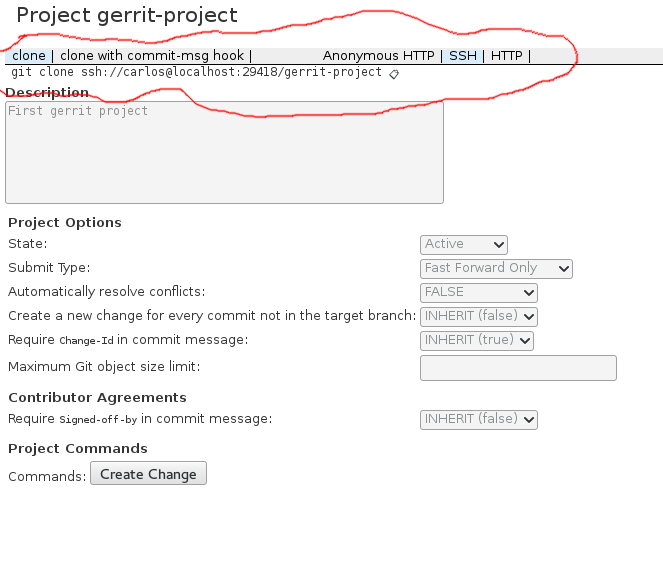 Project gerrit-project
clone | clone with commit-msg hook | Anonymous HTTP | SSH | HTTP |
git clone ssh://carlos@localhost:29418/gerrit-project
Description
First gerrit project
Project Options
State: Active
Submit Type: Fast Forward Only
Automatically resolve conflicts: FALSE
Create a new change for every commit not in the target branch: INHERIT (false)
Require Change-Id in commit message: INHERIT (true)
Maximum Git object size limit:
Contributor Agreements
Require Signed-off-by in commit message: INHERIT (false)
Project Commands
Commands: Create Change